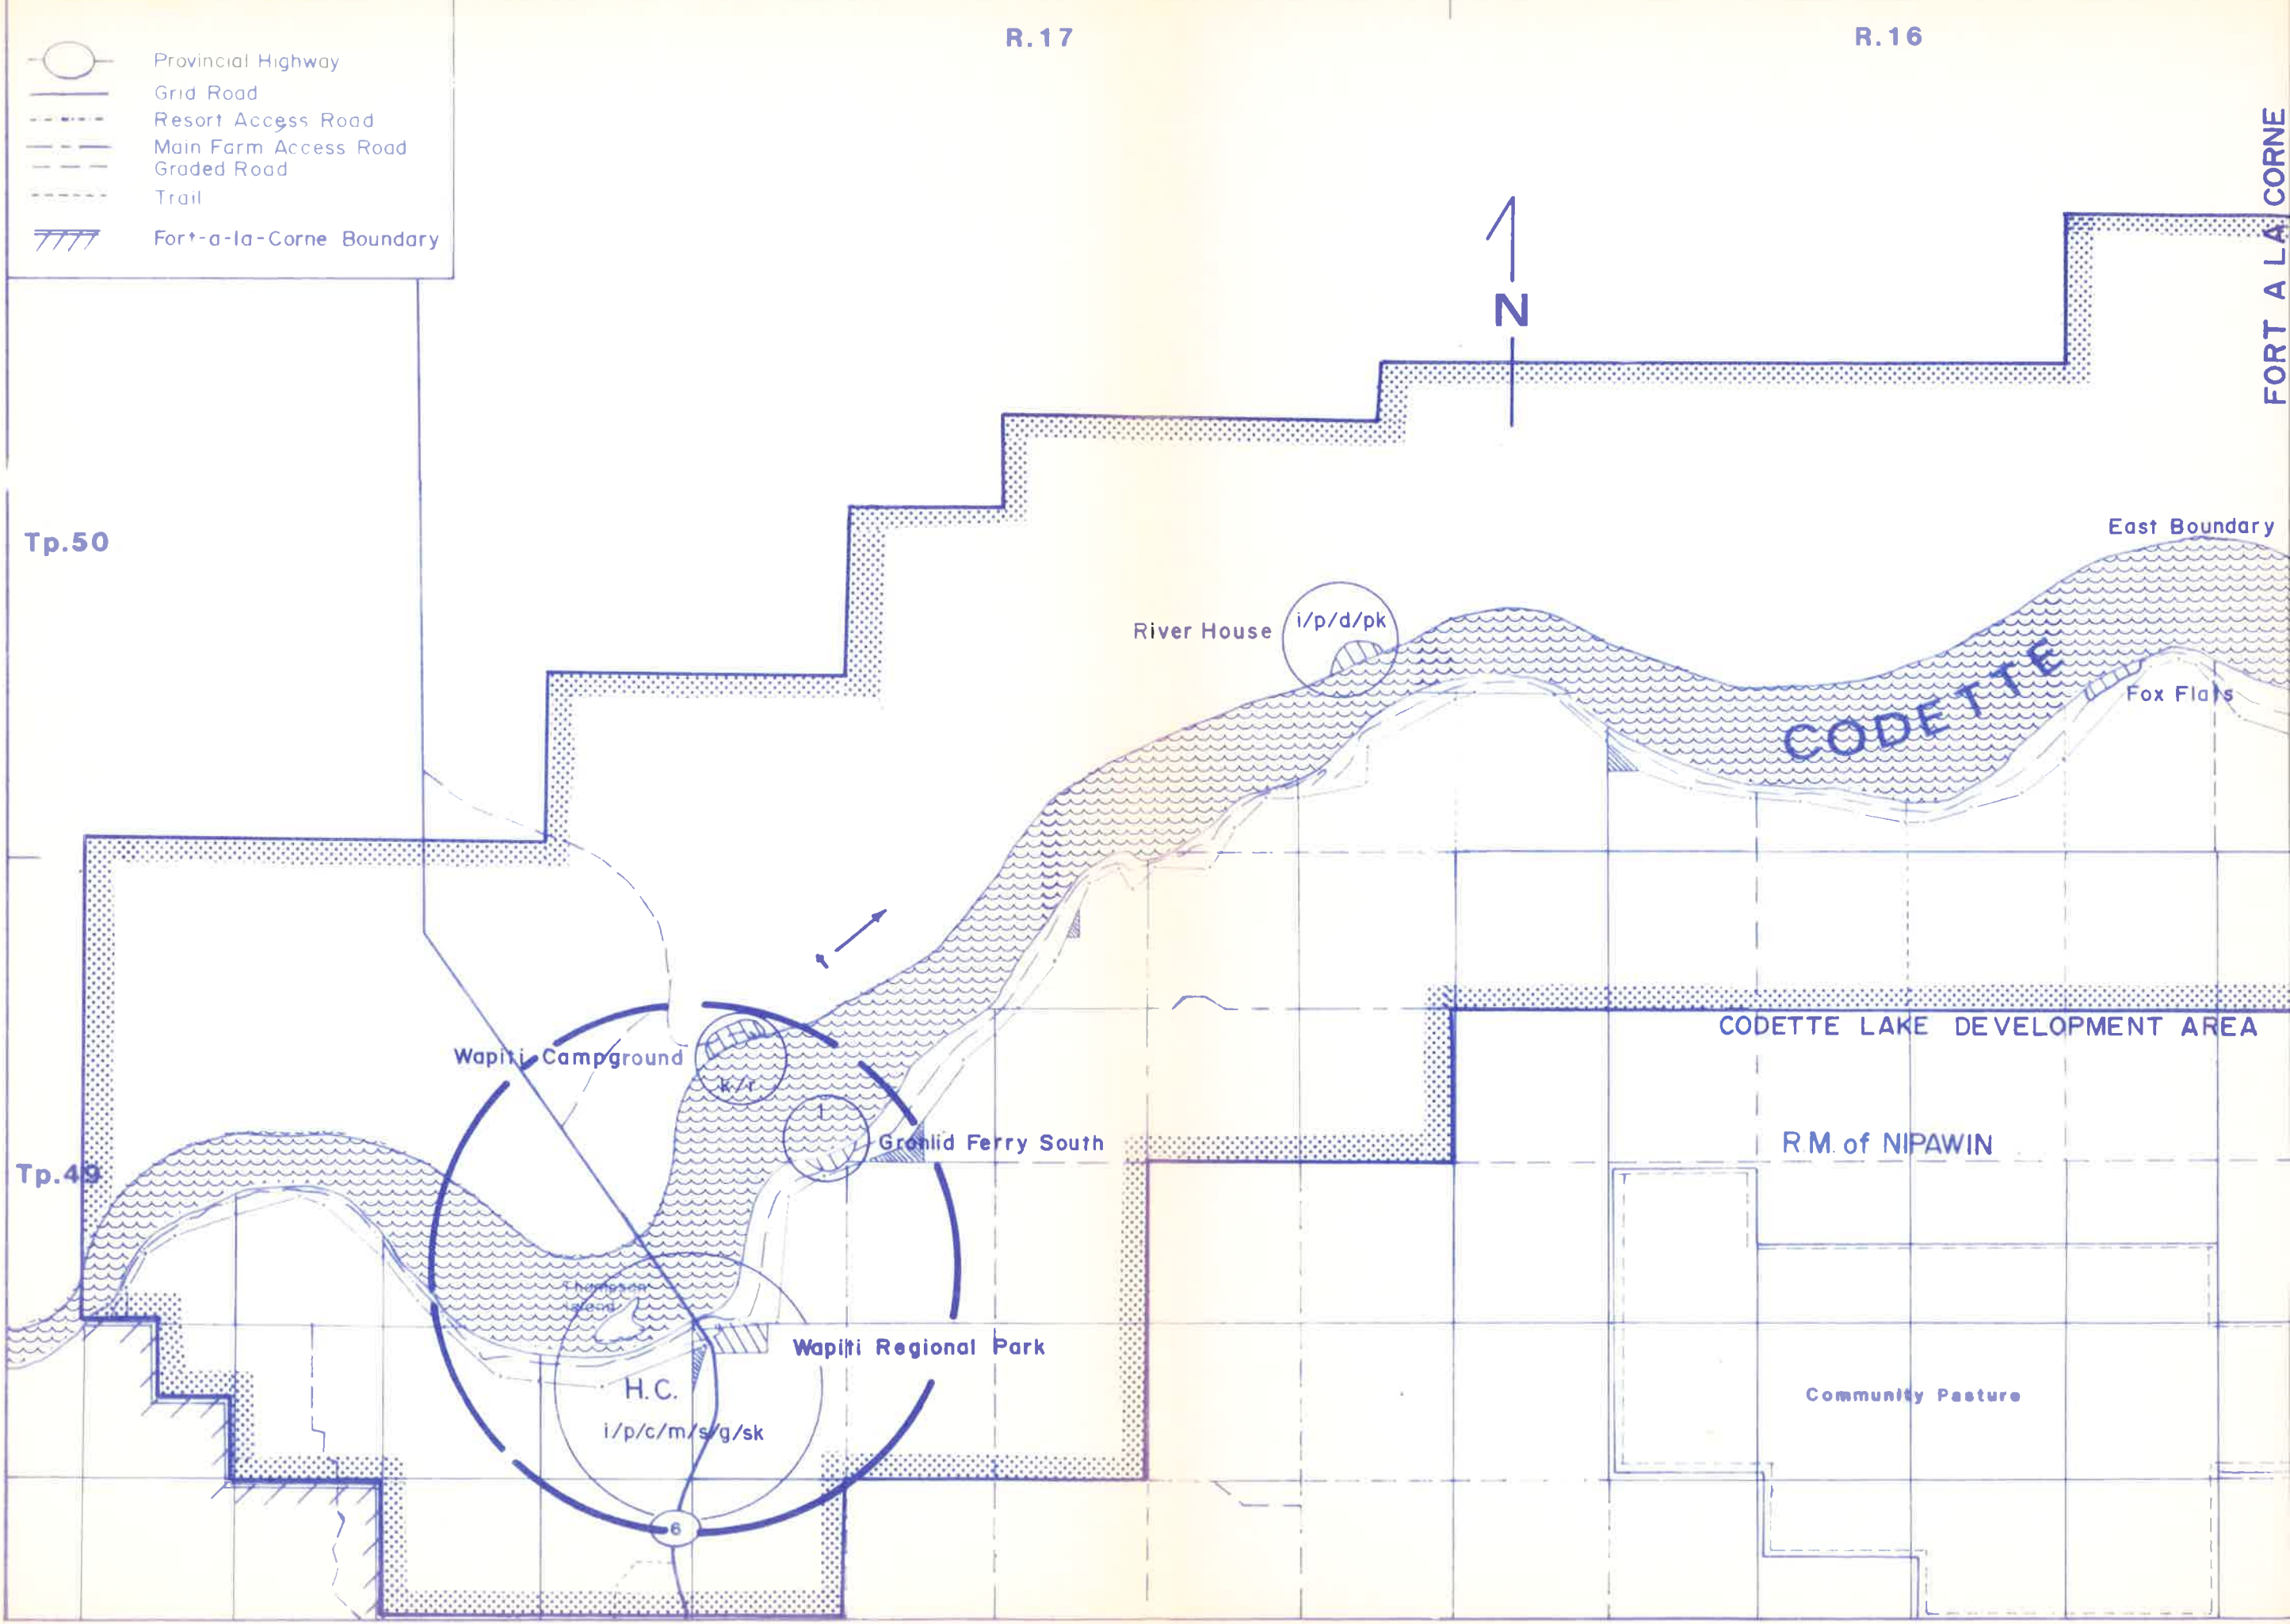 R.17
R.16
Provincial Highway
Grid Road
Resort Access Road
Main Farm Access Road
Graded Road
Trail
Fort-a-la-Corne Boundary
FORT A LA CORNE
N
Tp.50
East Boundary
River House
i/p/d/pk
CODETTE
Fox Flats
CODETTE LAKE DEVELOPMENT AREA
Wapiti Campground
k/r
Gronlid Ferry South
R.M. of NIPAWIN
Tp.49
Thompson
Island
Wapiti Regional Park
H.C.
i/p/c/m/s/g/sk
Community Pasture
6